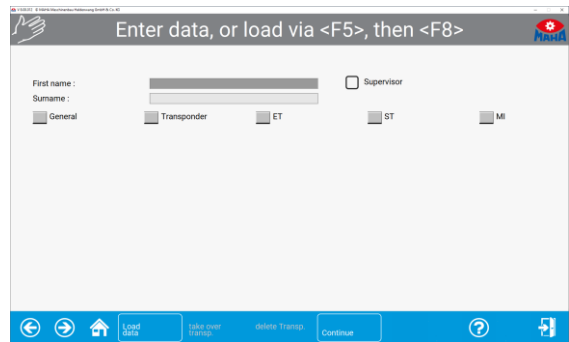 Enter data, or load via <F5>, then <F8>
MAHA
First name :
Supervisor
Surname :
General
Transponder
ET
ST
MI
Load
data
take over
transp.
delete Transp.
Continue